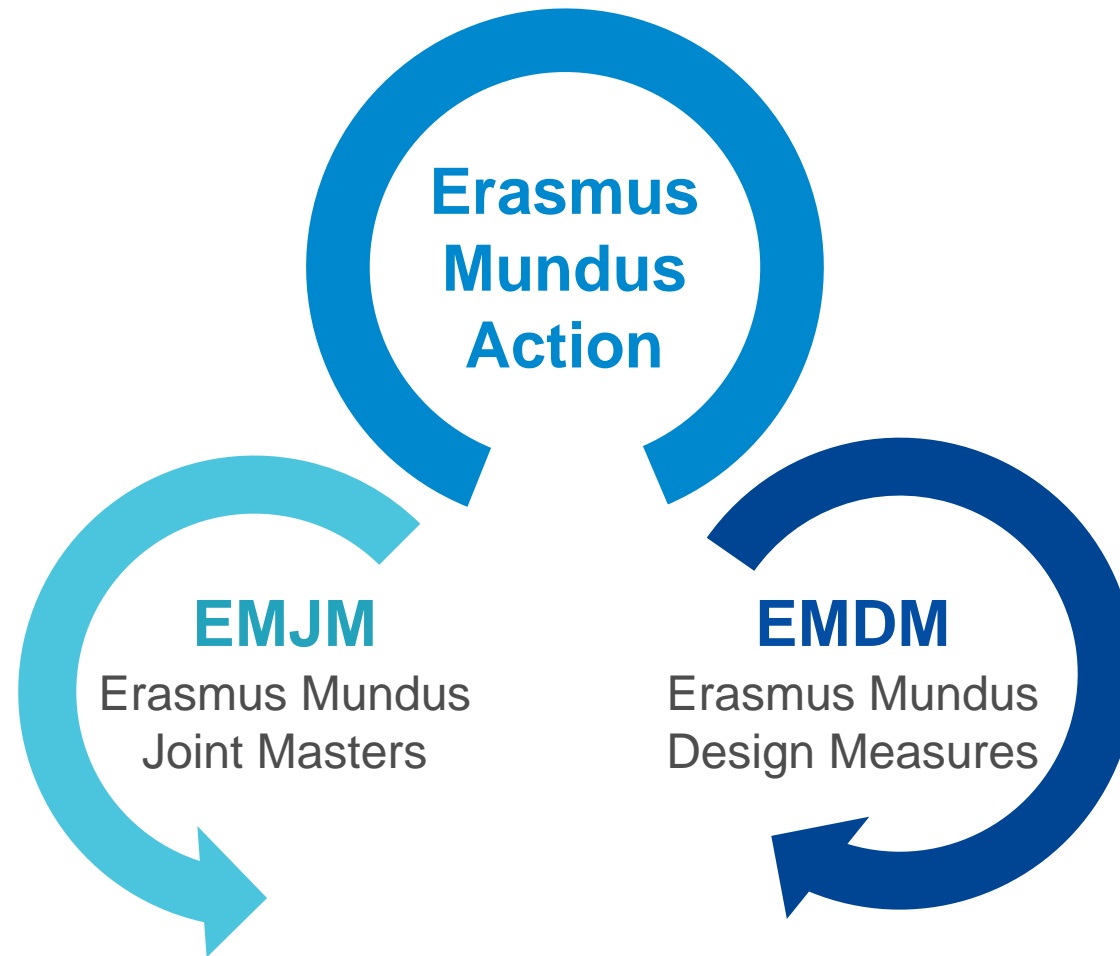 Erasmus
Mundus
Action
EMJM
Erasmus Mundus
Joint Masters
EMDM
Erasmus Mundus
Design Measures